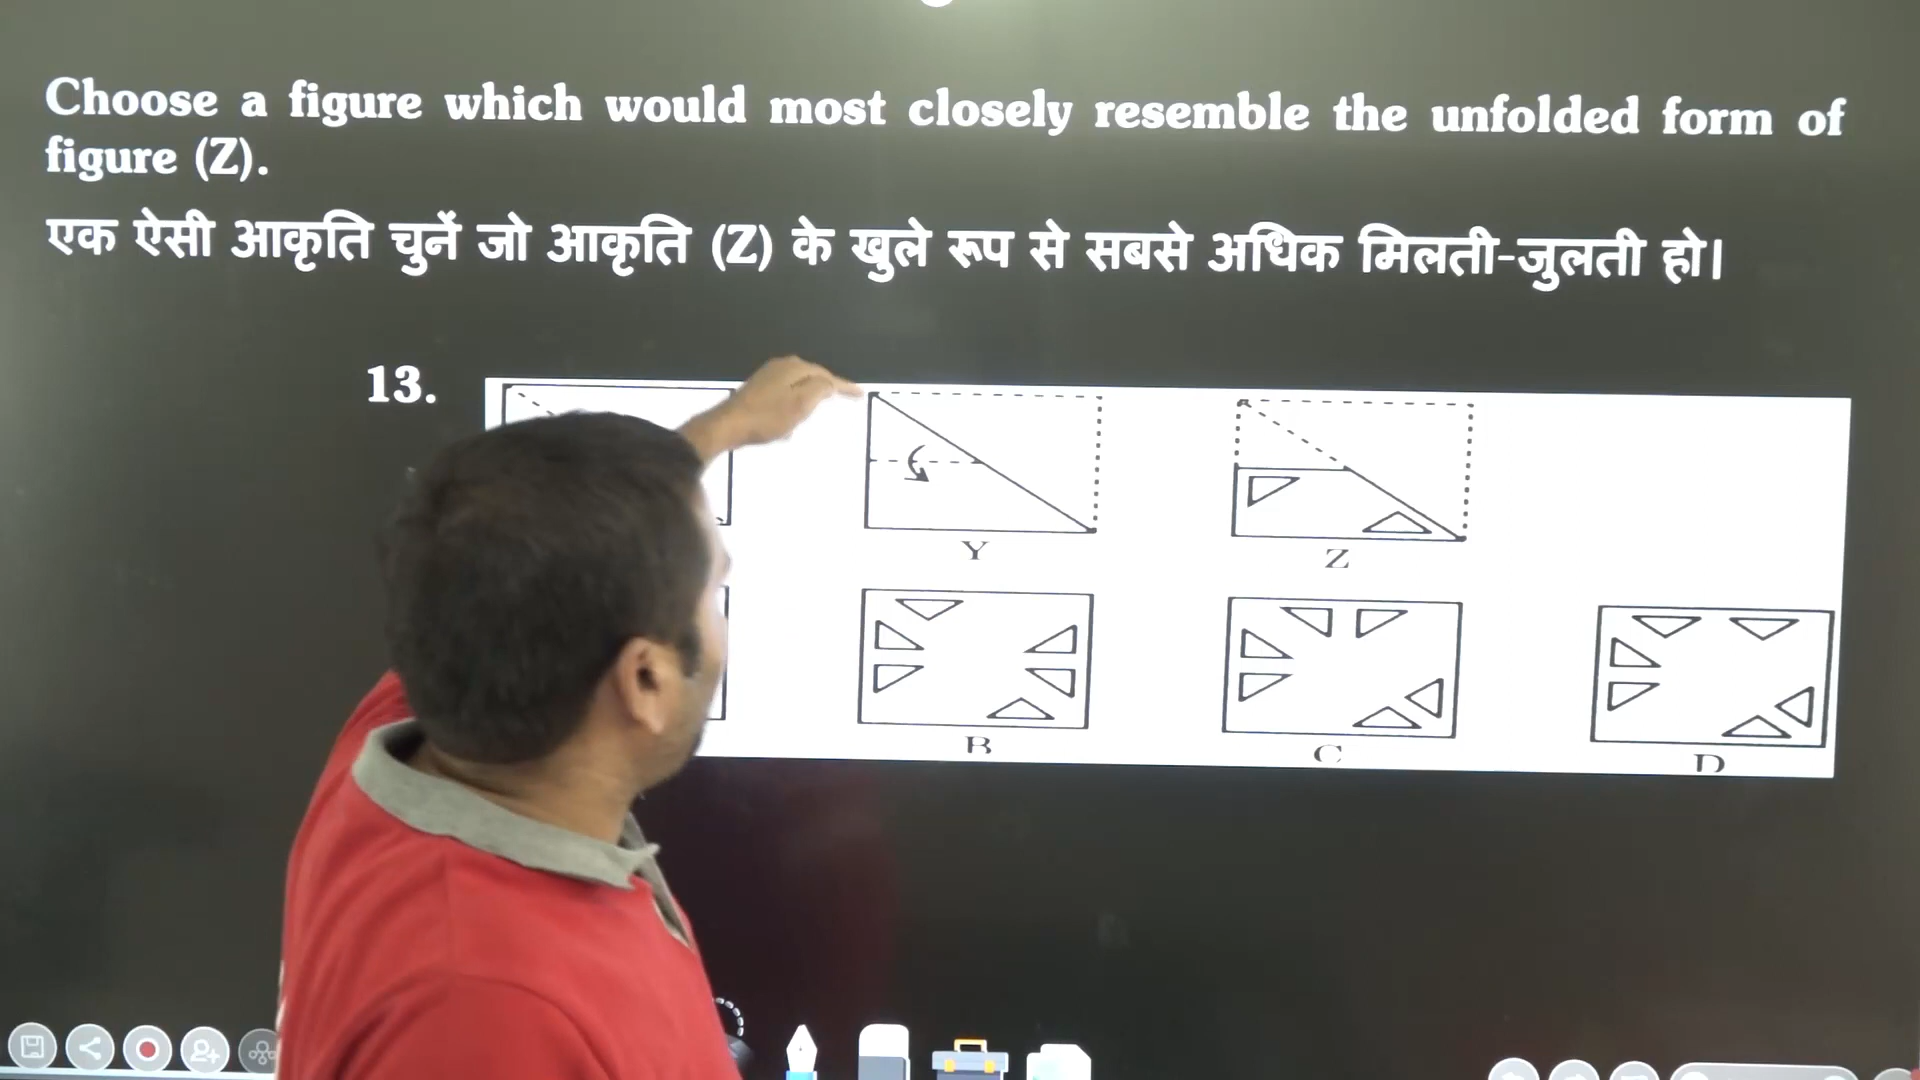 Choose a figure which would most closely resemble the unfolded form of
figure (Z).
एक ऐसी आकृति चुनें जो आकृति (Z) के खुले रूप से सबसे अधिक मिलती-जुलती हो।
13.
Y Z
B C D